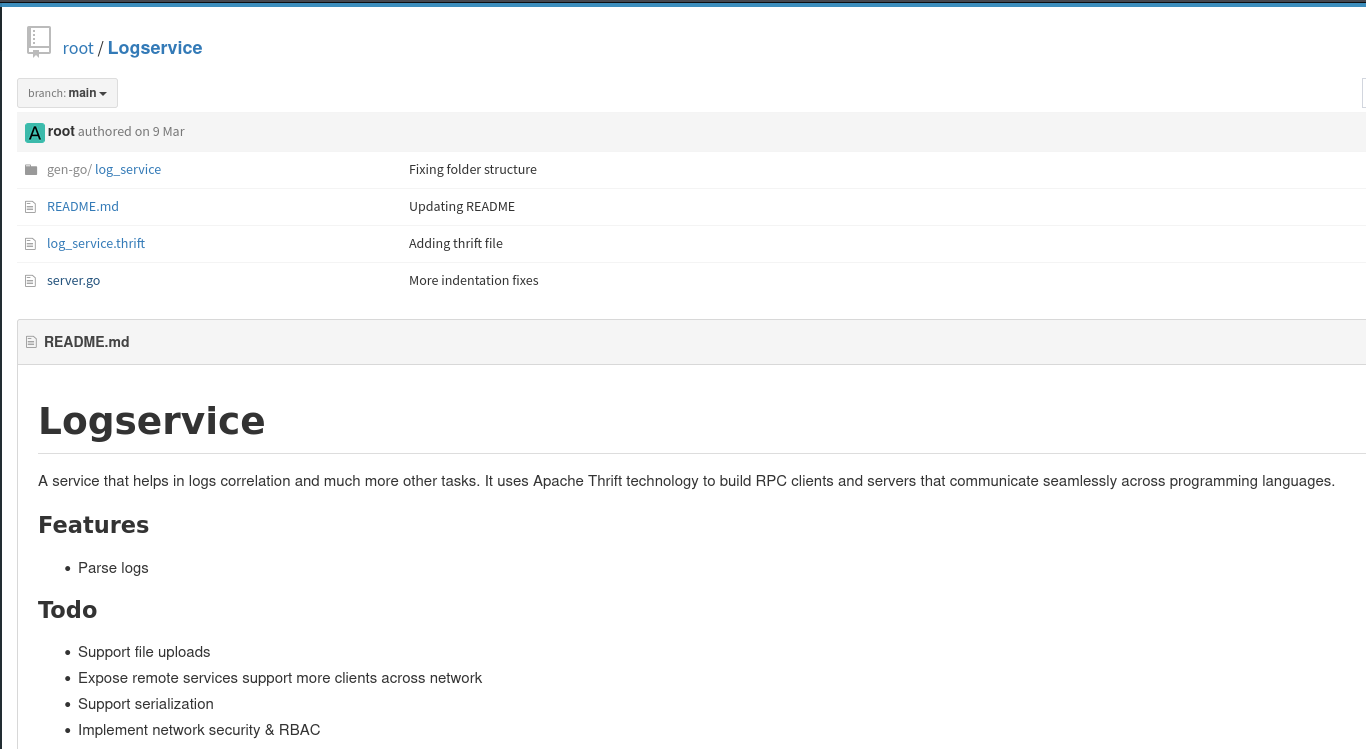 root / Logservice
branch: main
A root authored on 9 Mar
gen-go/ log_service Fixing folder structure
README.md Updating README
log_service.thrift Adding thrift file
server.go More indentation fixes
README.md
Logservice
A service that helps in logs correlation and much more other tasks. It uses Apache Thrift technology to build RPC clients and servers that communicate seamlessly across programming languages.
Features
• Parse logs
Todo
• Support file uploads
• Expose remote services support more clients across network
• Support serialization
• Implement network security & RBAC